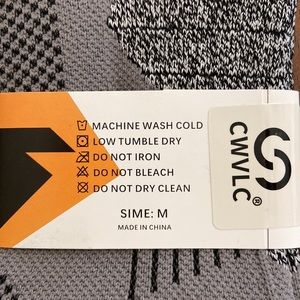 MACHINE WASH COLD
LOW TUMBLE DRY
DO NOT IRON
DO NOT BLEACH
DO NOT DRY CLEAN
SIME: M
MADE IN CHINA
CWVLC®